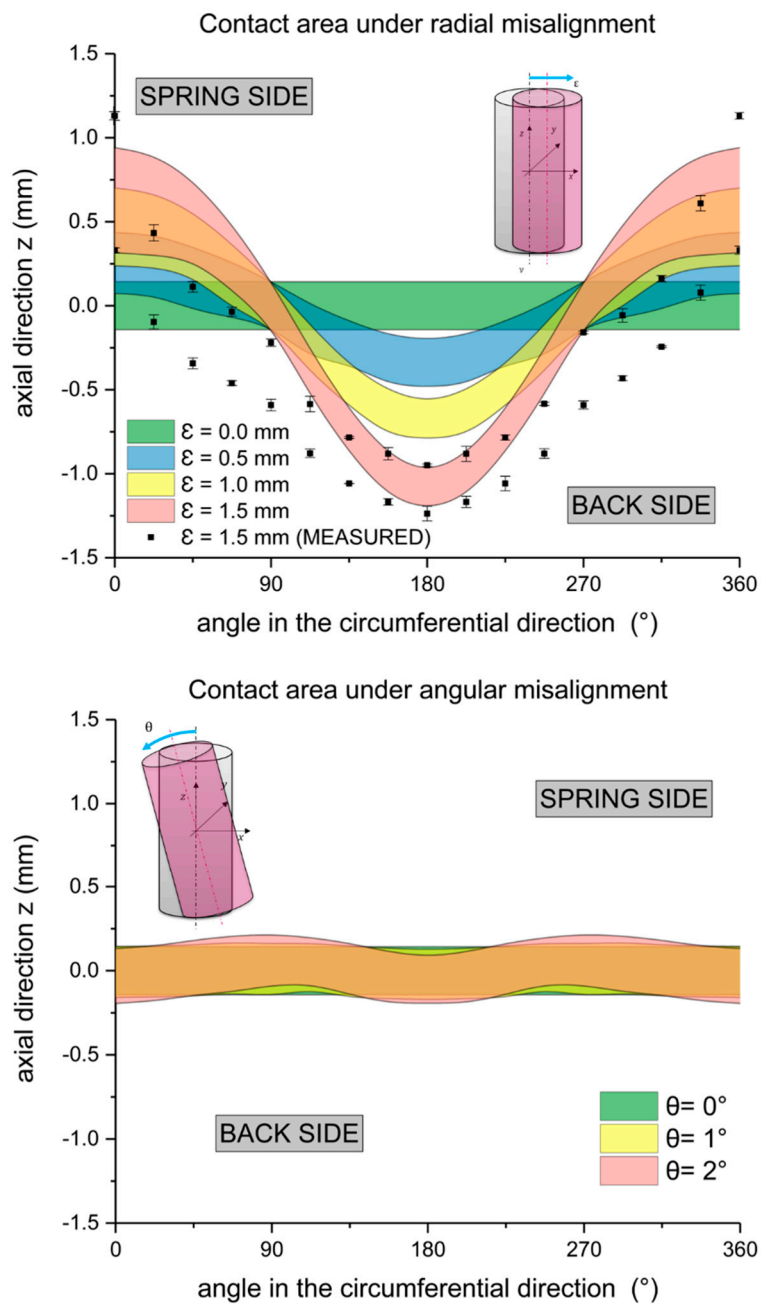 Contact area under radial misalignment
axial direction z (mm)
1.5
1.0
0.5
0.0
-0.5
-1.0
-1.5
SPRING SIDE
ε
z
y
x
v
Ɛ = 0.0 mm
Ɛ = 0.5 mm
Ɛ = 1.0 mm
Ɛ = 1.5 mm
Ɛ = 1.5 mm (MEASURED)
BACK SIDE
0
90
180
270
360
angle in the circumferential direction (°)
Contact area under angular misalignment
axial direction z (mm)
1.5
1.0
0.5
0.0
-0.5
-1.0
-1.5
θ
z
y
x
SPRING SIDE
BACK SIDE
θ= 0°
θ= 1°
θ= 2°
0
90
180
270
360
angle in the circumferential direction (°)